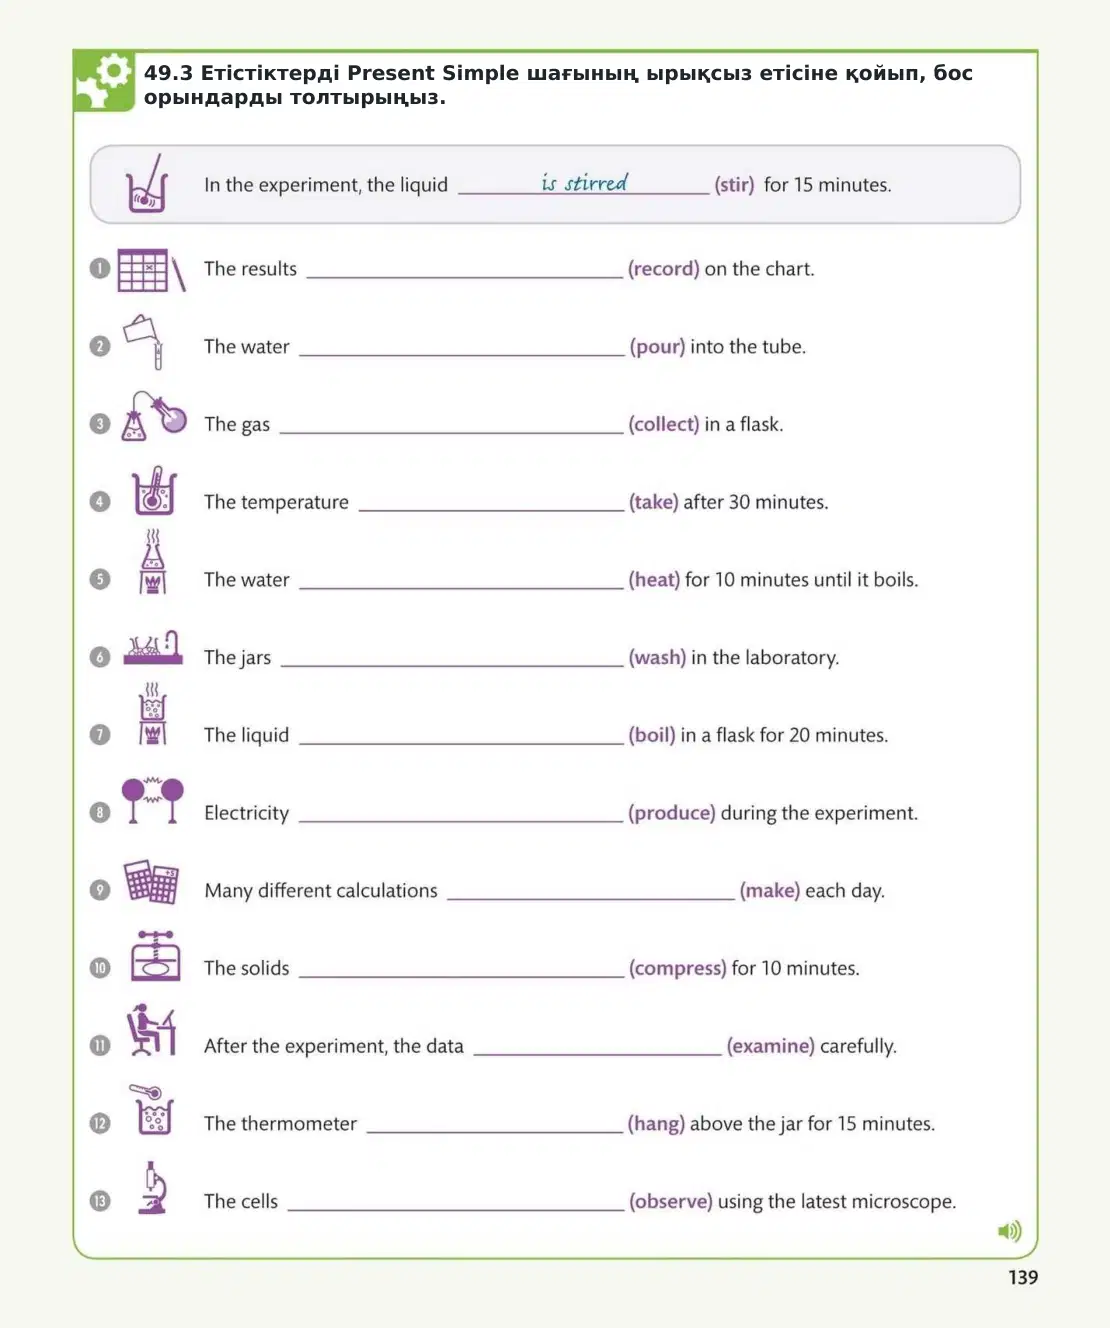 49.3 Етістіктерді Present Simple шағының ырықсыз етісіне қойып, бос
орындарды толтырыңыз.
In the experiment, the liquid is stirred (stir) for 15 minutes.
1 The results (record) on the chart.
2 The water (pour) into the tube.
3 The gas (collect) in a flask.
4 The temperature (take) after 30 minutes.
5 The water (heat) for 10 minutes until it boils.
6 The jars (wash) in the laboratory.
7 The liquid (boil) in a flask for 20 minutes.
8 Electricity (produce) during the experiment.
9 Many different calculations (make) each day.
10 The solids (compress) for 10 minutes.
11 After the experiment, the data (examine) carefully.
12 The thermometer (hang) above the jar for 15 minutes.
13 The cells (observe) using the latest microscope.
139